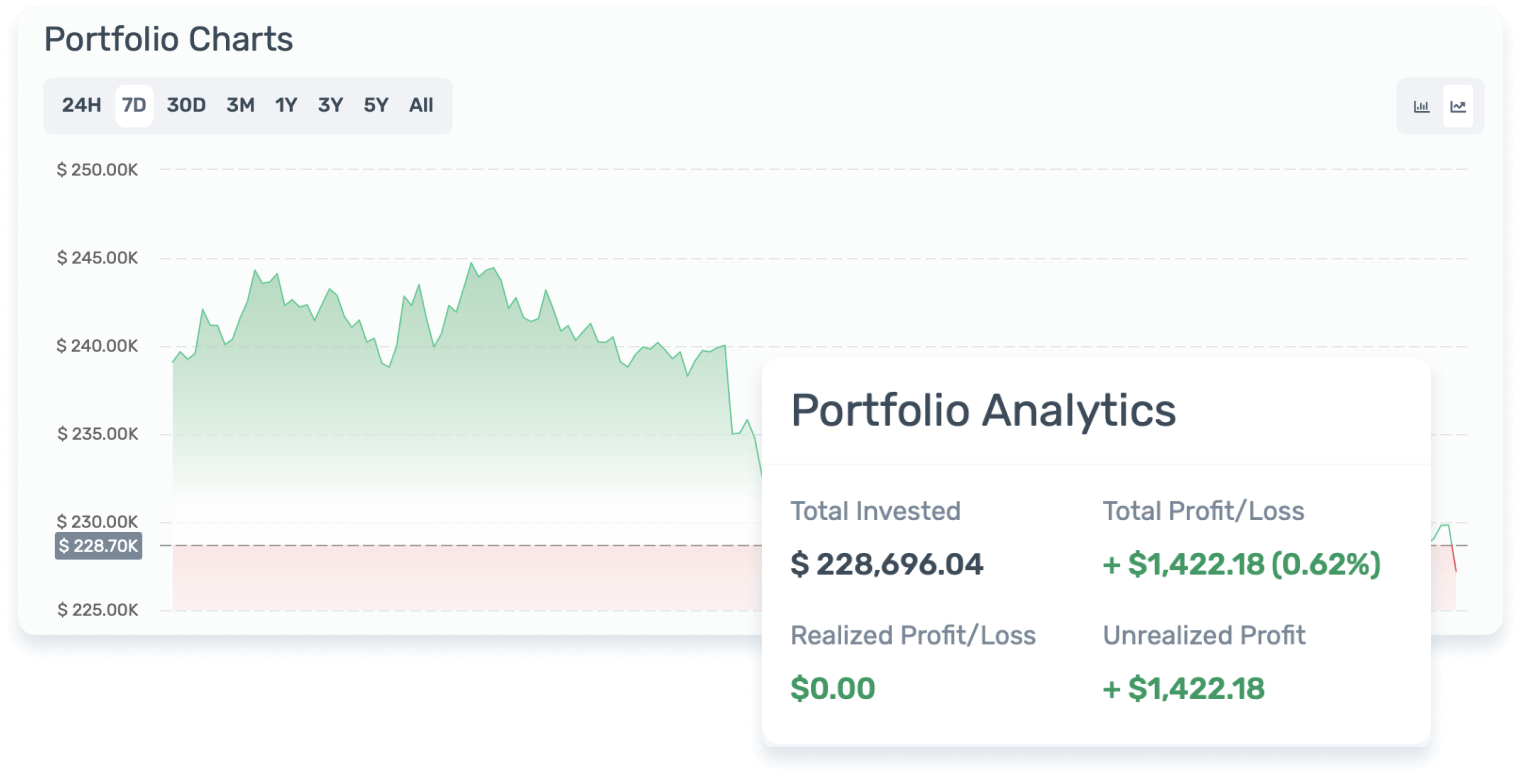 Portfolio Charts
24H 7D 30D 3M 1Y 3Y 5Y All
$ 250.00K
$ 245.00K
$ 240.00K
$ 235.00K
$ 230.00K
$ 228.70K
$ 225.00K
Portfolio Analytics
Total Invested
$ 228,696.04
Total Profit/Loss
+ $1,422.18 (0.62%)
Realized Profit/Loss
$0.00
Unrealized Profit
+ $1,422.18